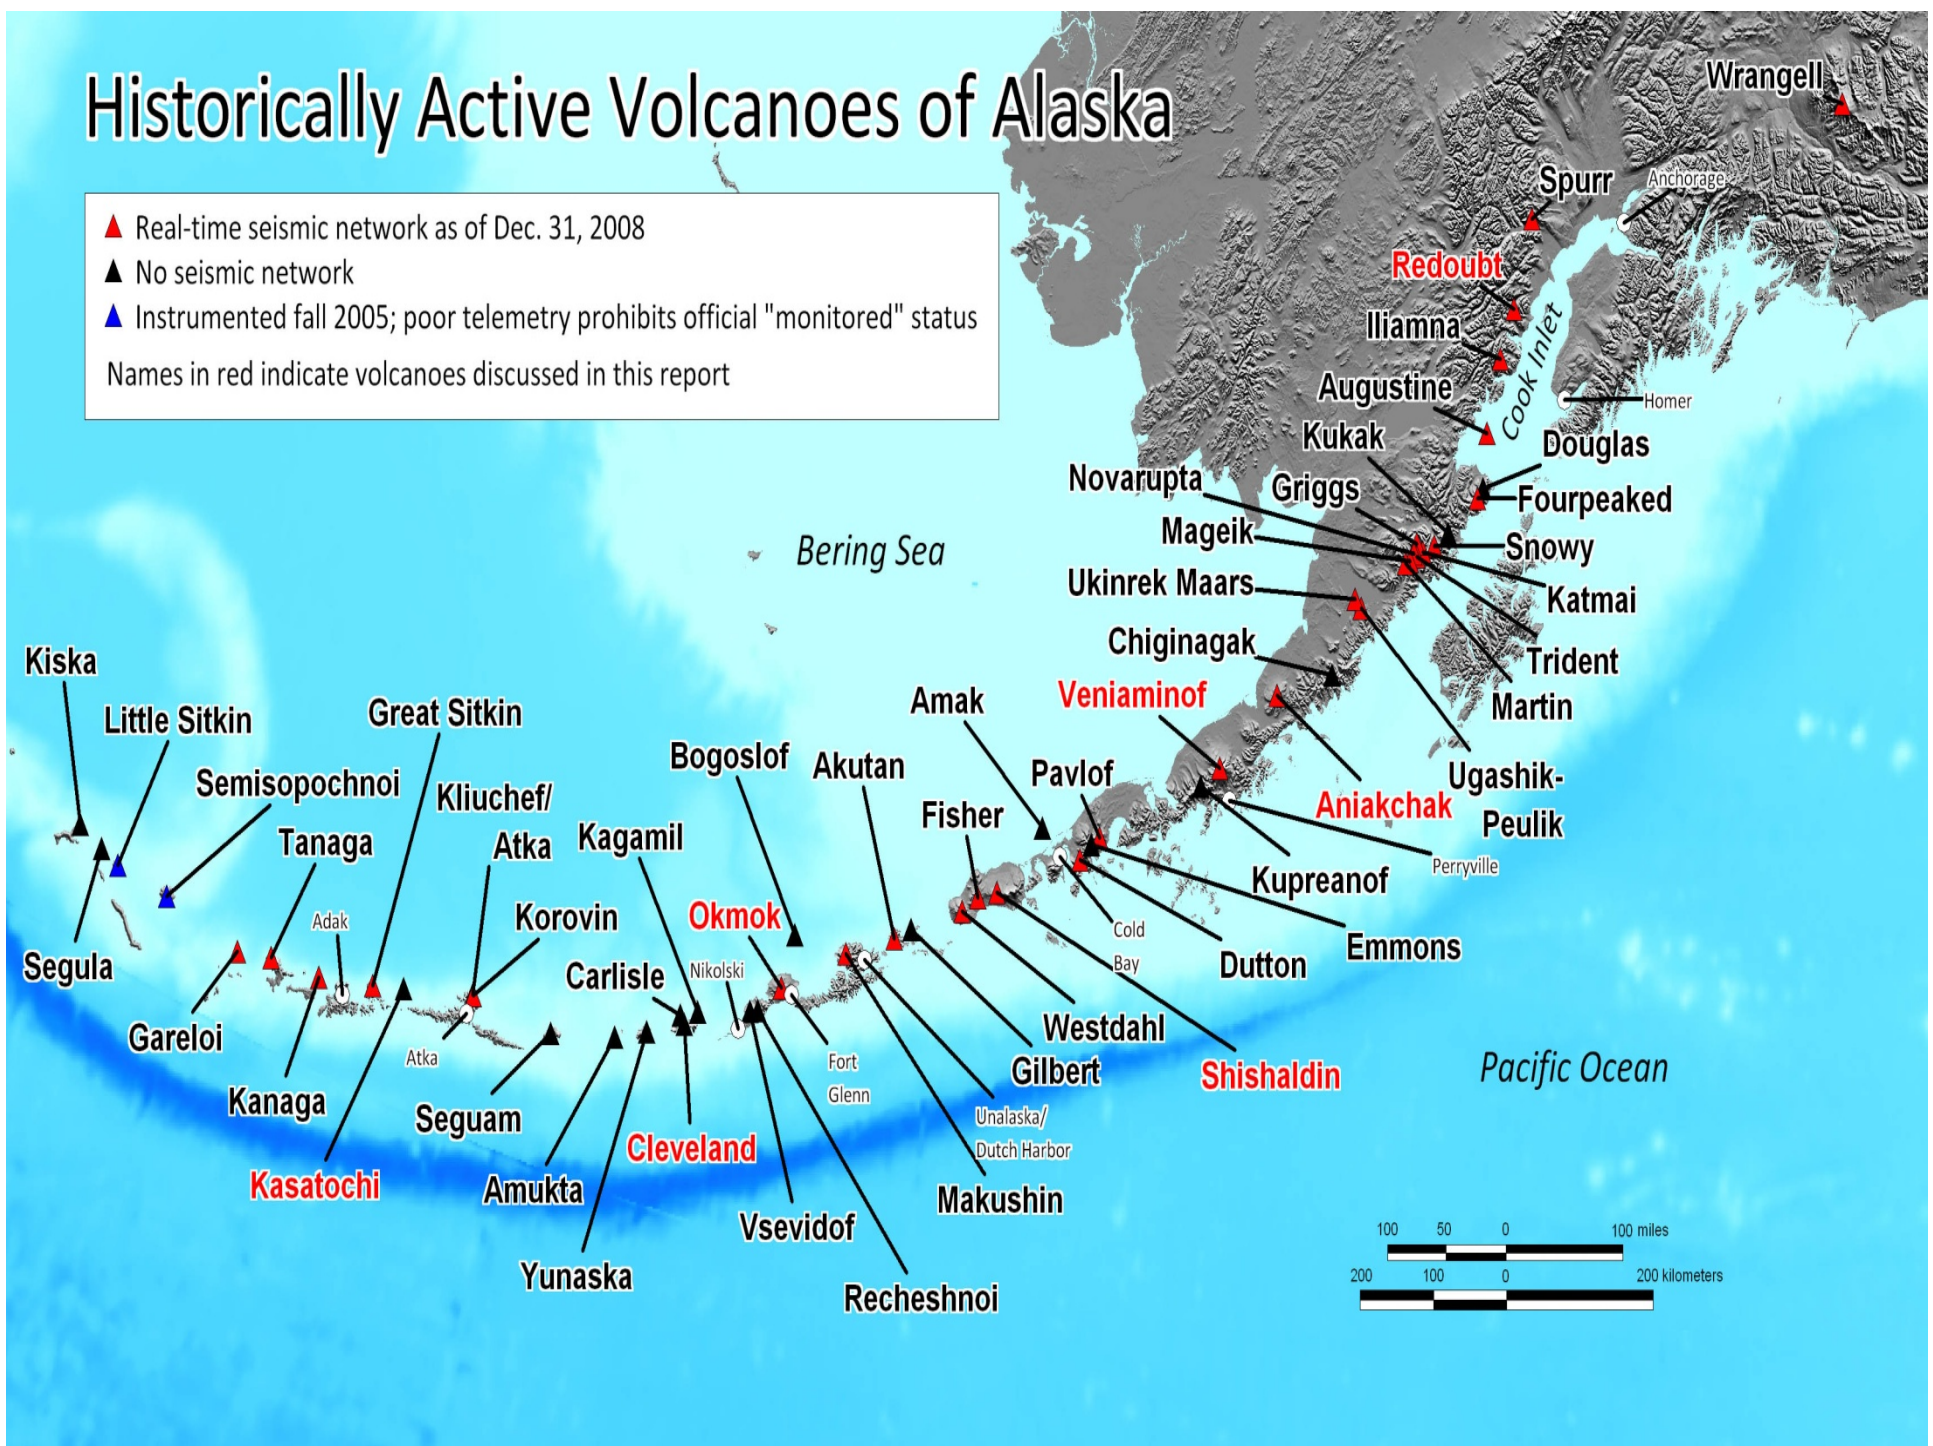 Historically Active Volcanoes of Alaska
Real-time seismic network as of Dec. 31, 2008
No seismic network
Instrumented fall 2005; poor telemetry prohibits official "monitored" status
Names in red indicate volcanoes discussed in this report
Wrangell
Spurr
Anchorage
Redoubt
Iliamna
Cook Inlet
Augustine
Homer
Kukak
Douglas
Novarupta
Griggs
Fourpeaked
Mageik
Snowy
Bering Sea
Ukinrek Maars
Katmai
Chiginagak
Trident
Kiska
Veniaminof
Martin
Amak
Little Sitkin
Great Sitkin
Bogoslof
Akutan
Pavlof
Ugashik-
Peulik
Semisopochnoi
Kliuchef/
Atka
Aniakchak
Fisher
Tanaga
Kagamil
Perryville
Kupreanof
Adak
Korovin
Okmok
Cold
Bay
Emmons
Segula
Carlisle
Nikolski
Dutton
Gareloi
Westdahl
Atka
Fort
Glenn
Gilbert
Shishaldin
Pacific Ocean
Kanaga
Seguam
Unalaska/
Dutch Harbor
Cleveland
Kasatochi
Amukta
Makushin
Vsevidof
Yunaska
Recheshnoi
100 50 0 100 miles
200 100 0 200 kilometers